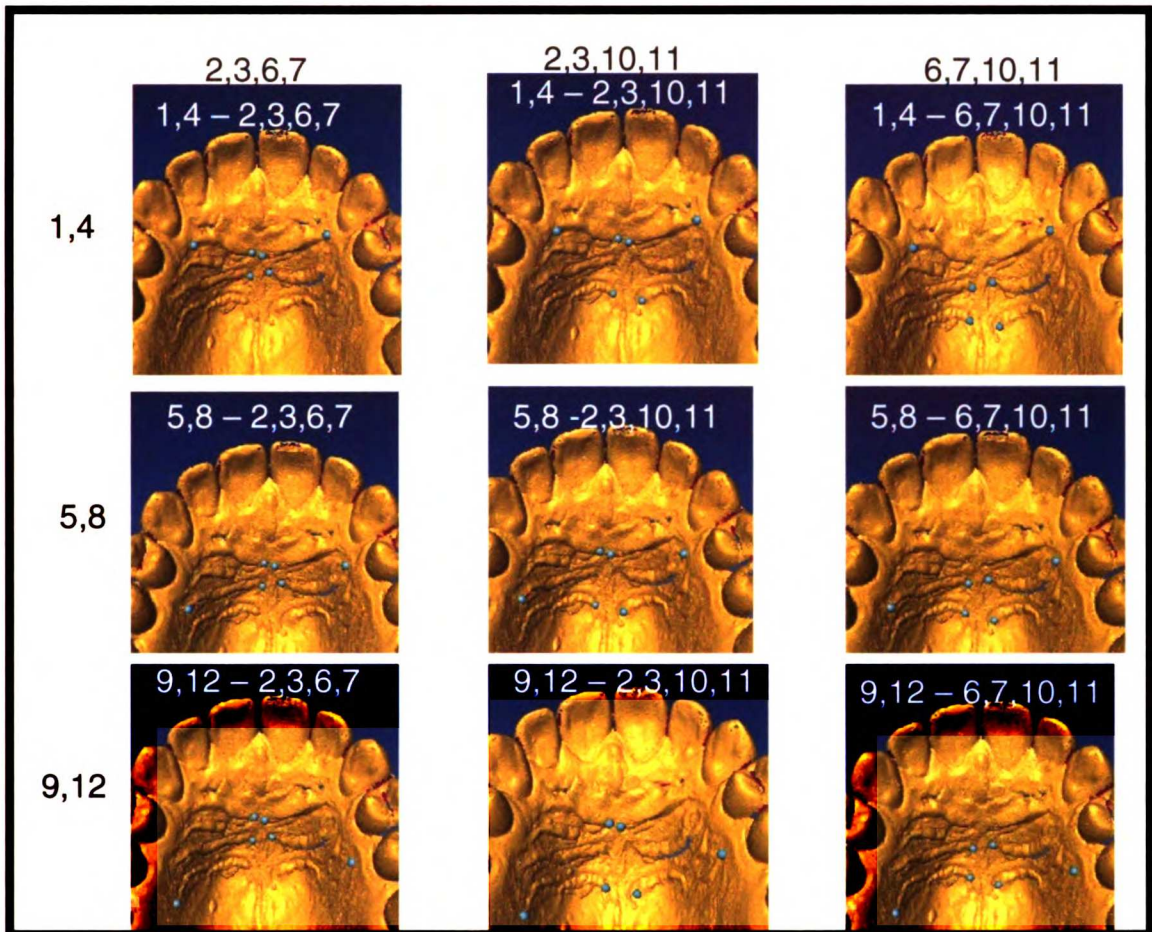 2,3,6,7
2,3,10,11
6,7,10,11
1,4
1,4 – 2,3,6,7
1,4 – 2,3,10,11
1,4 – 6,7,10,11
5,8
5,8 – 2,3,6,7
5,8 -2,3,10,11
5,8 – 6,7,10,11
9,12
9,12 – 2,3,6,7
9,12 – 2,3,10,11
9,12 – 6,7,10,11